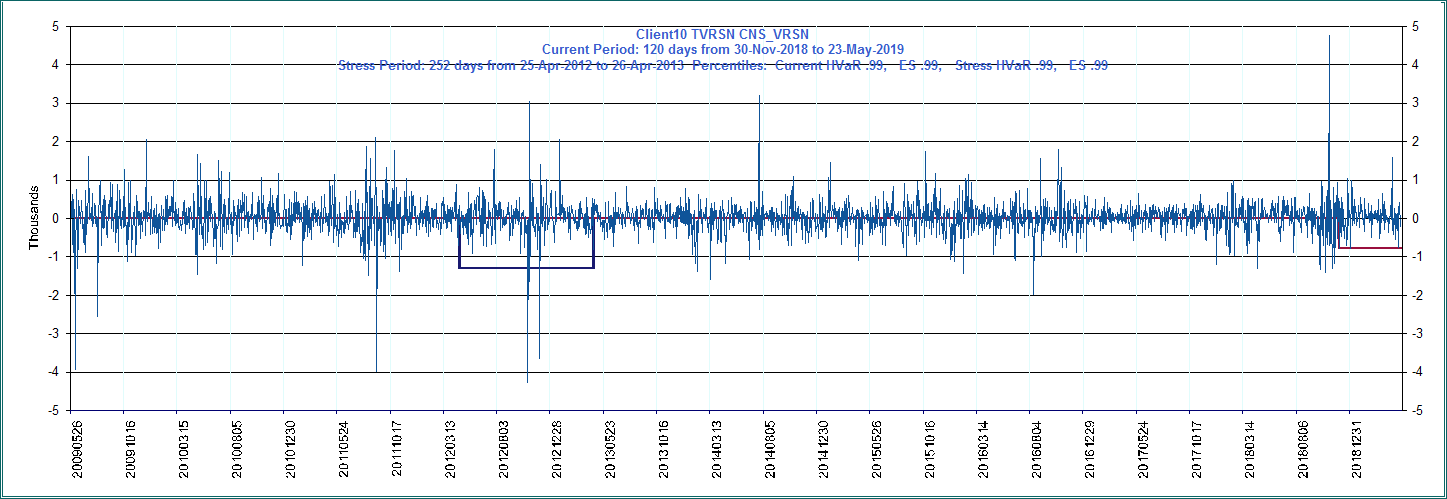 Client10 TVRSN CNS_VRSN
Current Period: 120 days from 30-Nov-2018 to 23-May-2019
Stress Period: 252 days from 25-Apr-2012 to 26-Apr-2013 Percentiles: Current HVaR .99, ES .99, Stress HVaR .99, ES .99
5 5
4 4
3 3
2 2
1 1
0 0
-1 -1
-2 -2
-3 -3
-4 -4
-5 -5
Thousands
20090526 20091016 20100315 20100805 20101230 20110524 20111017 20120313 20120803 20121228 20130523 20131016 20140313 20140805 20141230 20150526 20151016 20160314 20160804 20161229 20170524 20171017 20180314 20180806 20181231